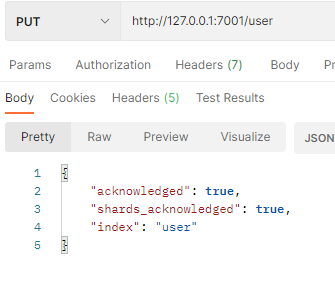 PUT http://127.0.0.1:7001/user
Params Authorization Headers (7) Body
Body Cookies Headers (5) Test Results
Pretty Raw Preview Visualize JSON
1 {
2 "acknowledged": true,
3 "shards_acknowledged": true,
4 "index": "user"
5 }